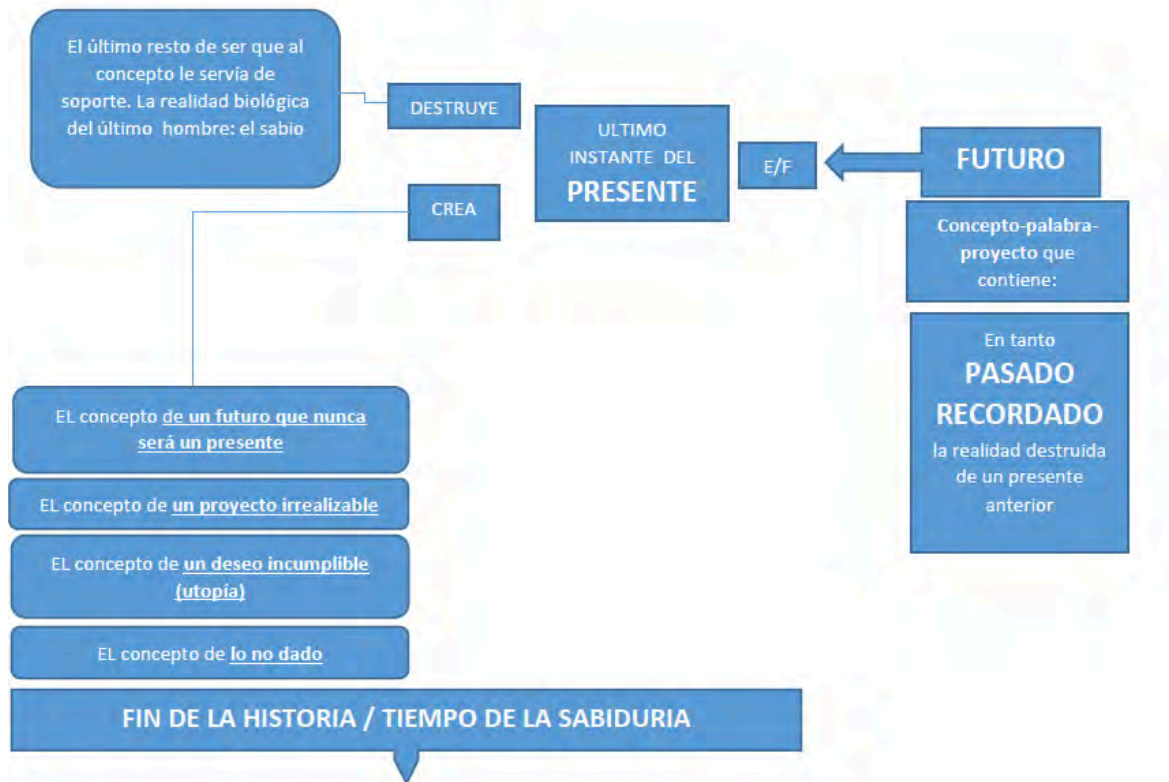 El último resto de ser que al
concepto le servía de
soporte. La realidad biológica
del último hombre: el sabio
DESTRUYE
CREA
ULTIMO
INSTANTE DEL
PRESENTE
E/F
FUTURO
Concepto-palabra-
proyecto que
contiene:
En tanto
PASADO
RECORDADO
la realidad destruida
de un presente
anterior
EL concepto de un futuro que nunca
será un presente
EL concepto de un proyecto irrealizable
EL concepto de un deseo incumplible
(utopía)
EL concepto de lo no dado
FIN DE LA HISTORIA / TIEMPO DE LA SABIDURIA